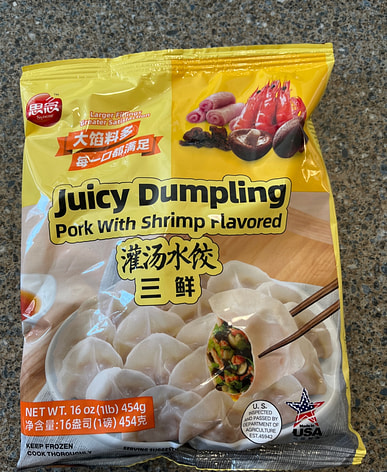 思念
Synear
Larger Filling
Greater Satisfaction
大馅料多
每一口都满足
Juicy Dumpling
Pork With Shrimp Flavored
灌汤水饺
三鲜
NET WT. 16 oz (1lb) 454g
净含量:16盎司(1磅) 454克
KEEP FROZEN
COOK THOROUGHLY
U. S.
INSPECTED
AND PASSED BY
DEPARTMENT OF
AGRICULTURE
EST.45943
Made in
USA